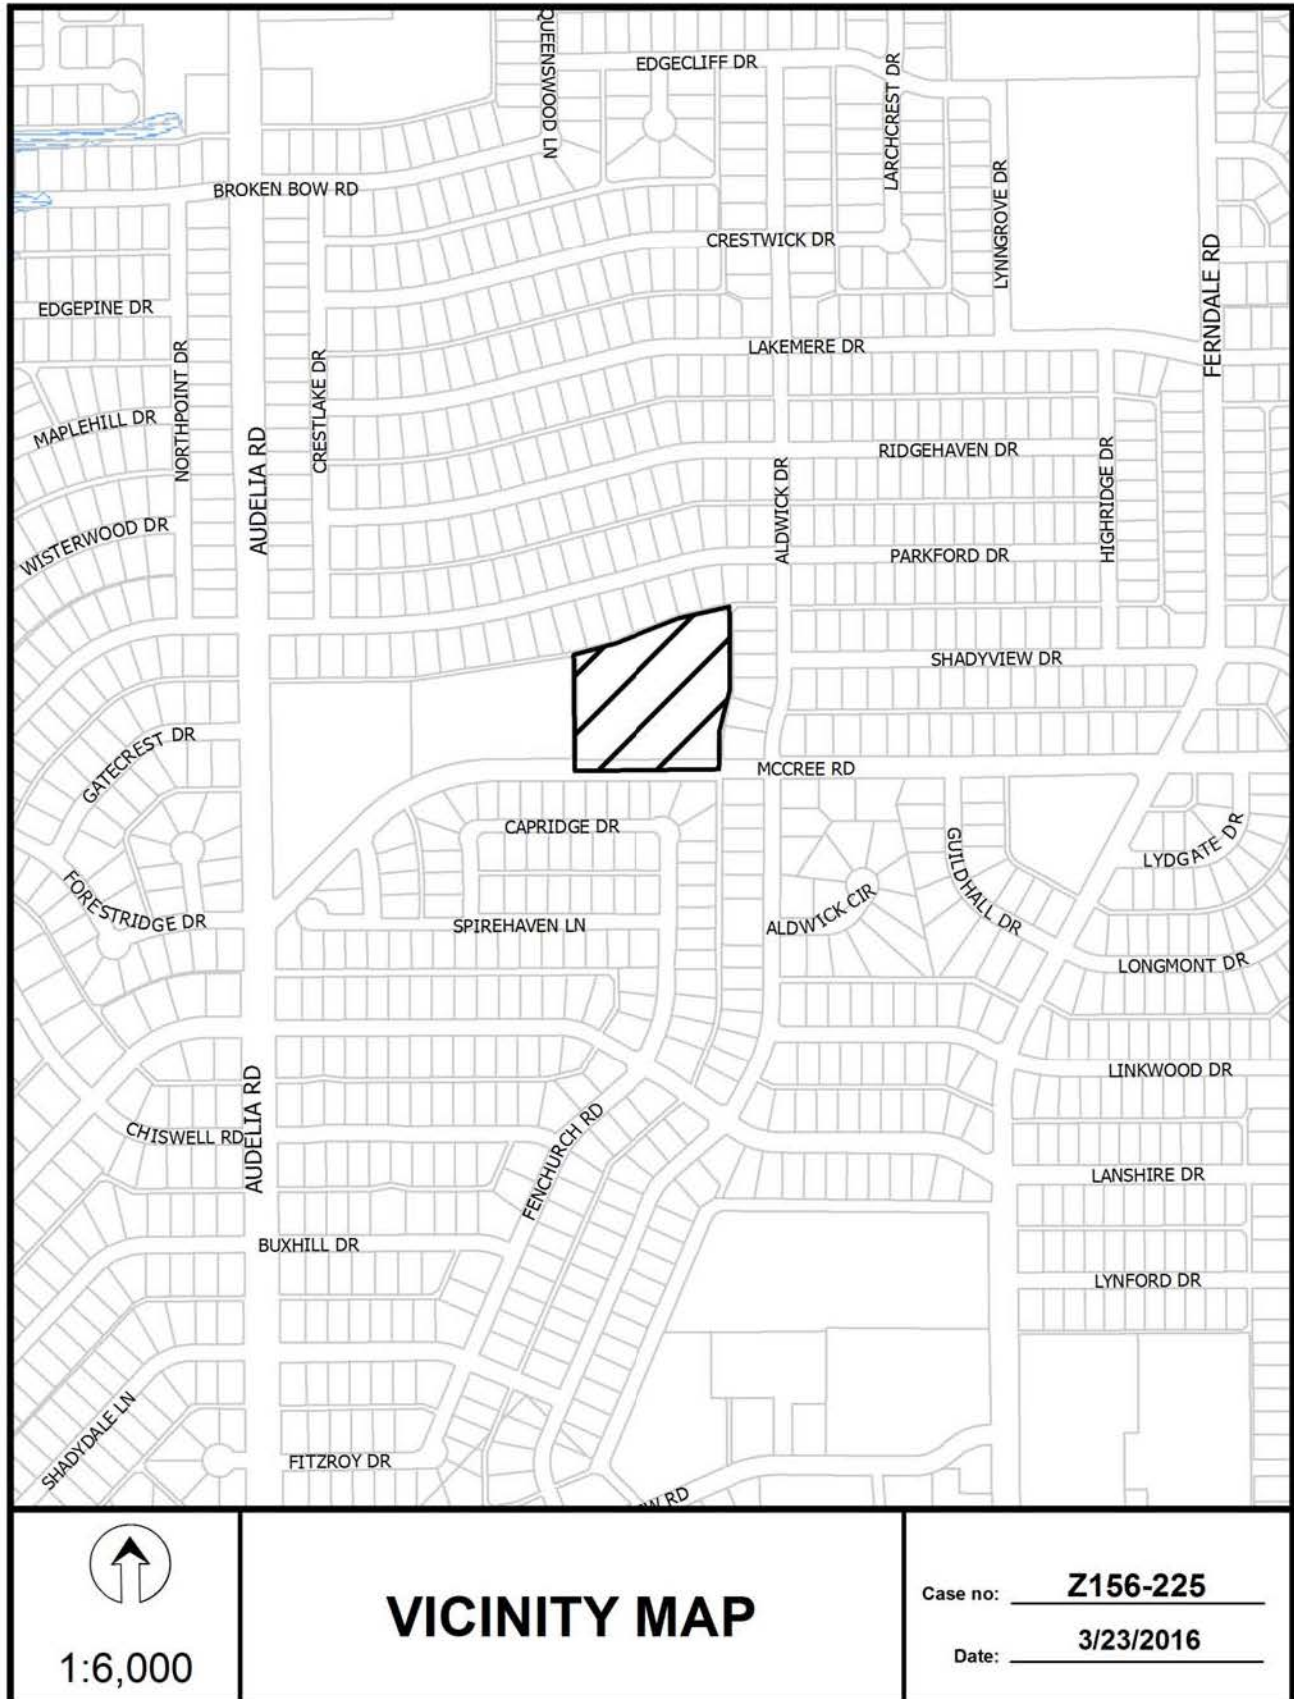 QUEENSWOOD LN
EDGECLIFF DR
LARCHCREST DR
BROKEN BOW RD
LYNNGROVE DR
CRESTWICK DR
FERNDALE RD
EDGEPINE DR
LAKEMERE DR
NORTHPOINT DR
CRESTLAKE DR
MAPLEHILL DR
AUDELIA RD
RIDGEHAVEN DR
ALDWICK DR
HIGHRIDGE DR
WISTERWOOD DR
PARKFORD DR
SHADYVIEW DR
GATECREST DR
MCCREE RD
CAPRIDGE DR
GUILDHALL DR
LYDGATE DR
FORESTRIDGE DR
SPIREHAVEN LN
ALDWICK CIR
LONGMONT DR
LINKWOOD DR
AUDELIA RD
CHISWELL RD
FENCHURCH RD
LANSHIRE DR
BUXHILL DR
LYNFORD DR
SHADYDALE LN
FITZROY DR
RD
1:6,000
VICINITY MAP
Case no: Z156-225
Date: 3/23/2016